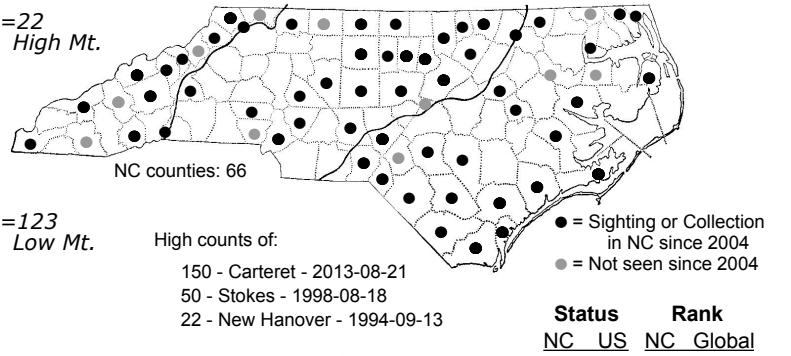 =22
High Mt.
NC counties: 66
=123
Low Mt.
High counts of:
150 - Carteret - 2013-08-21
50 - Stokes - 1998-08-18
22 - New Hanover - 1994-09-13
● = Sighting or Collection
in NC since 2004
● = Not seen since 2004
Status Rank
NC US NC Global